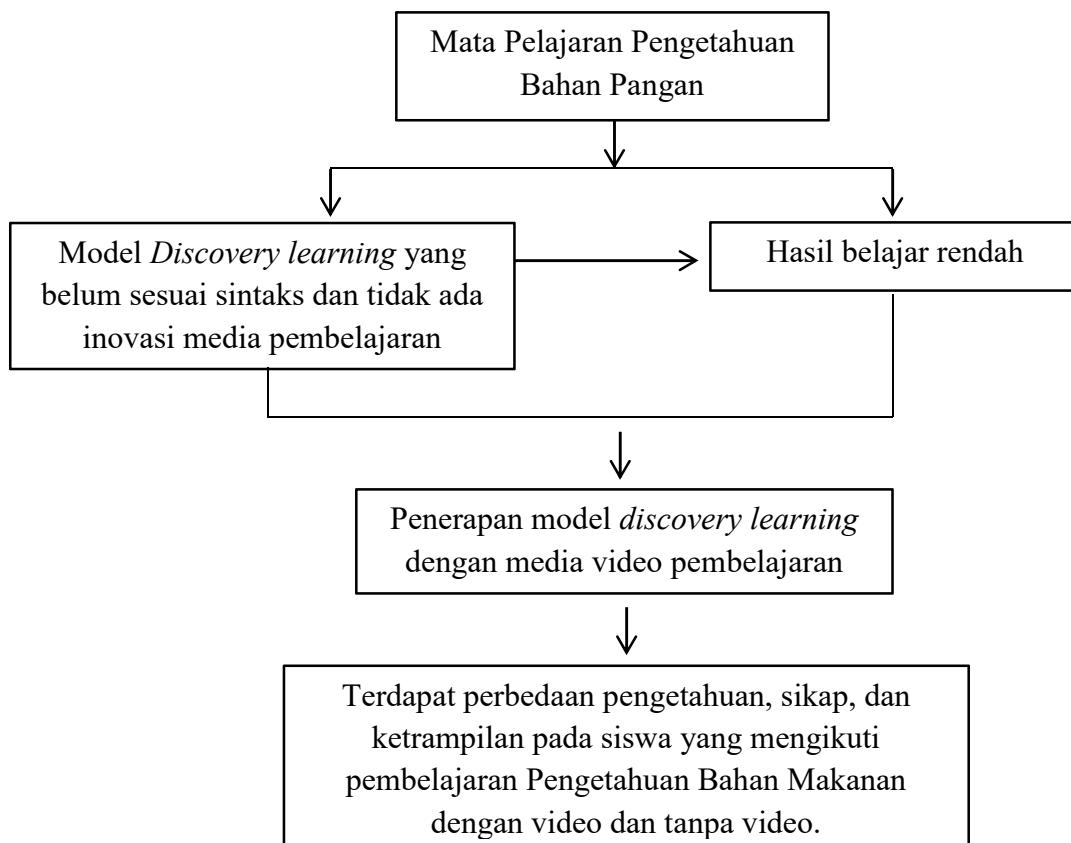 Mata Pelajaran Pengetahuan
Bahan Pangan
Model Discovery learning yang
belum sesuai sintaks dan tidak ada
inovasi media pembelajaran
Hasil belajar rendah
Penerapan model discovery learning
dengan media video pembelajaran
Terdapat perbedaan pengetahuan, sikap, dan
ketrampilan pada siswa yang mengikuti
pembelajaran Pengetahuan Bahan Makanan
dengan video dan tanpa video.